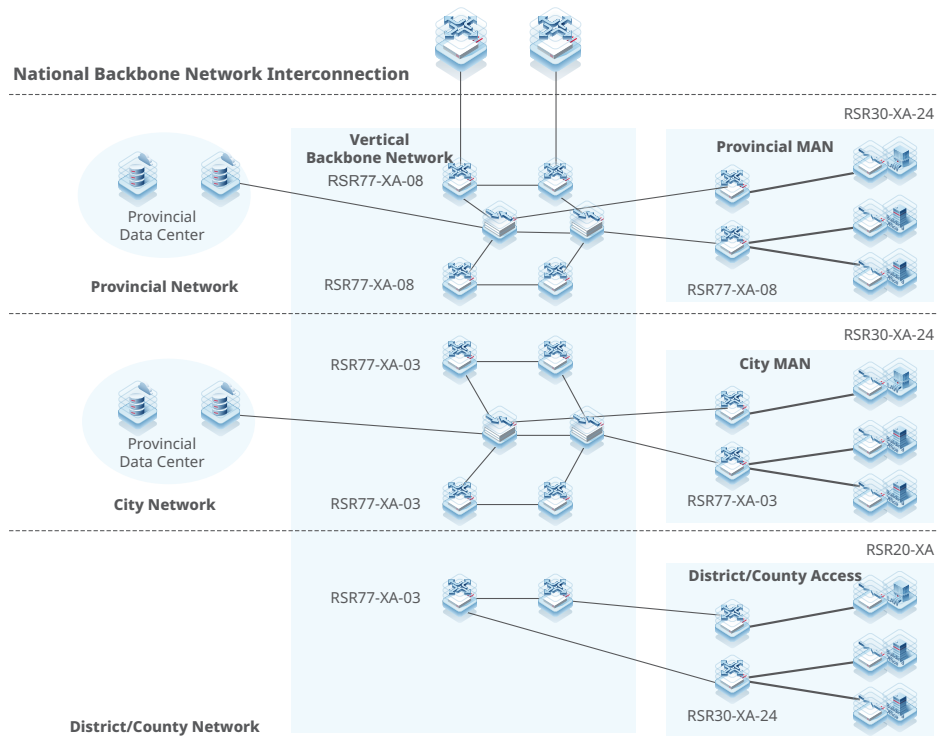 National Backbone Network Interconnection
RSR30-XA-24
Vertical
Backbone Network
RSR77-XA-08
Provincial MAN
Provincial
Data Center
Provincial Network
RSR77-XA-08
RSR77-XA-08
RSR30-XA-24
RSR77-XA-03
City MAN
Provincial
Data Center
City Network
RSR77-XA-03
RSR77-XA-03
RSR20-XA
District/County Access
RSR77-XA-03
RSR30-XA-24
District/County Network